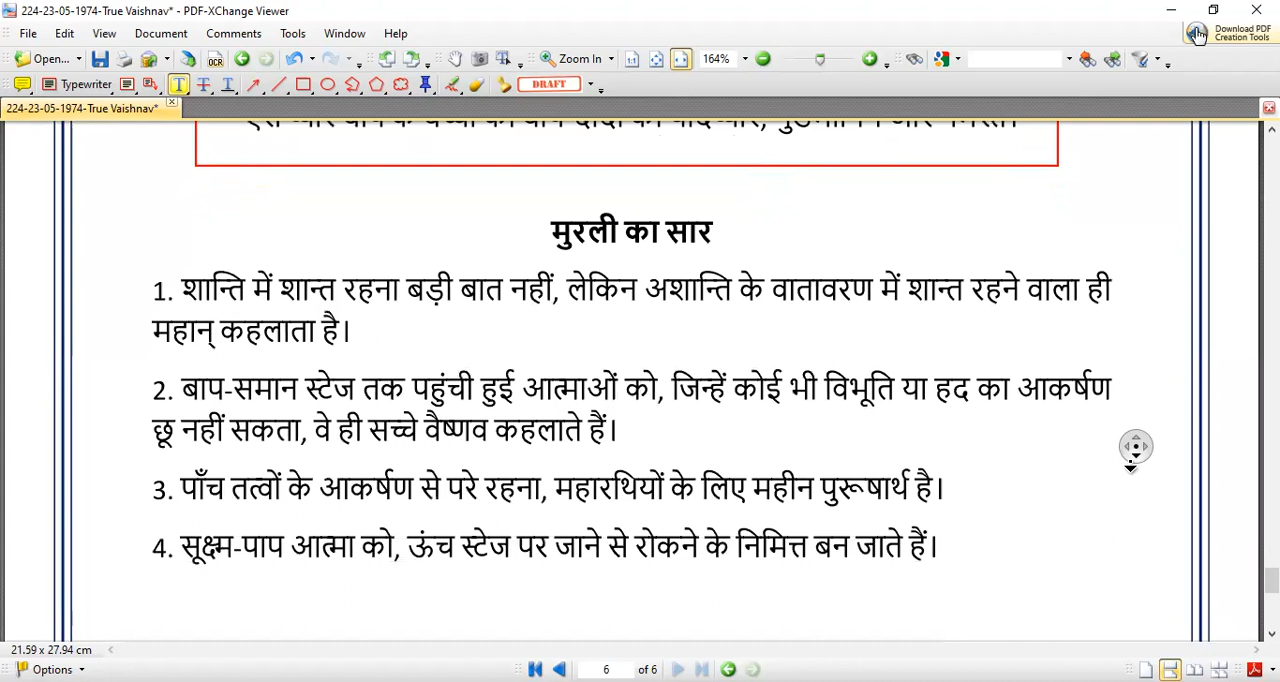 224-23-05-1974-True Vaishnav* - PDF-XChange Viewer
File Edit View Document Comments Tools Window Help
Download PDF
Creation Tools
Open... OCR Zoom In 164%
Typewriter DRAFT
224-23-05-1974-True Vaishnav*
मुरली का सार
1. शान्ति में शान्त रहना बड़ी बात नहीं, लेकिन अशान्ति के वातावरण में शान्त रहने वाला ही
महान् कहलाता है।
2. बाप-समान स्टेज तक पहुंची हुई आत्माओं को, जिन्हें कोई भी विभूति या हद का आकर्षण
छू नहीं सकता, वे ही सच्चे वैष्णव कहलाते हैं।
3. पाँच तत्वों के आकर्षण से परे रहना, महारथियों के लिए महीन पुरूषार्थ है।
4. सूक्ष्म-पाप आत्मा को, ऊंच स्टेज पर जाने से रोकने के निमित्त बन जाते हैं।
21.59 x 27.94 cm
Options 6 of 6